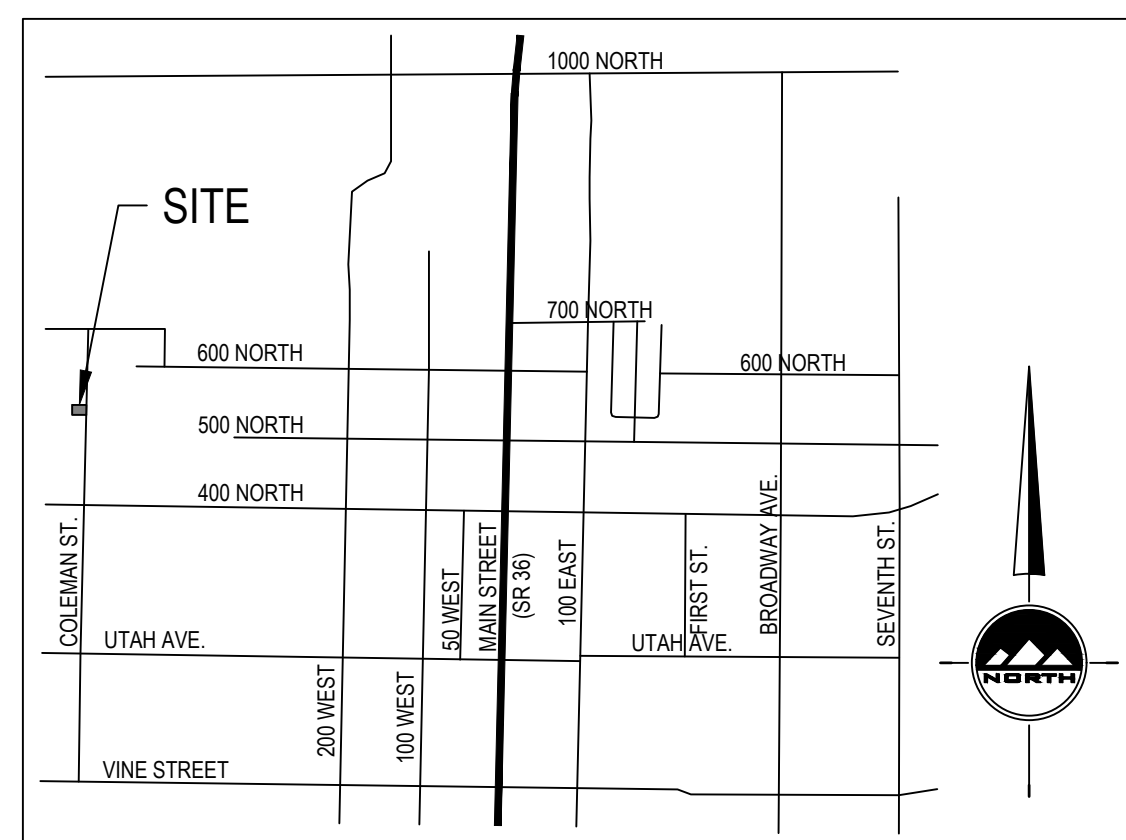 1000 NORTH
SITE
700 NORTH
600 NORTH
600 NORTH
500 NORTH
400 NORTH
COLEMAN ST.
50 WEST
MAIN STREET
(SR 36)
100 EAST
FIRST ST.
BROADWAY AVE.
SEVENTH ST.
UTAH AVE.
UTAH AVE.
200 WEST
100 WEST
NORTH
VINE STREET